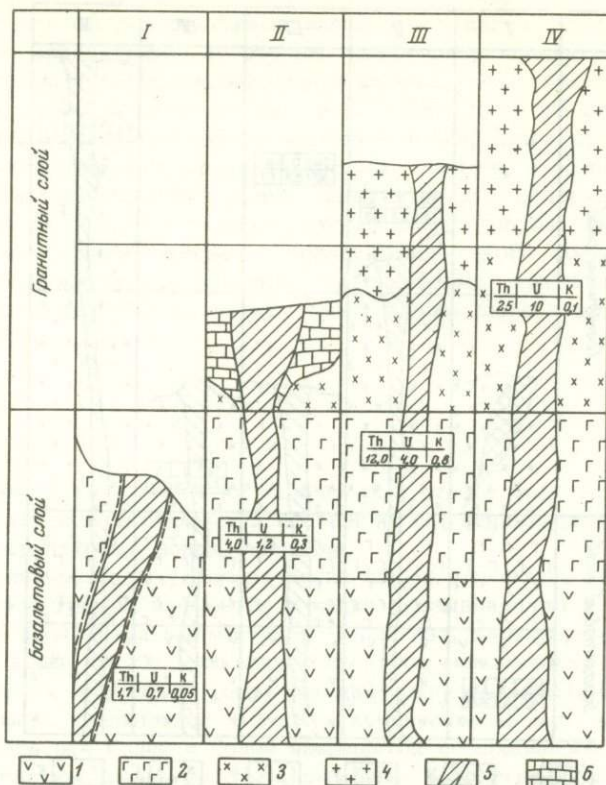 I II III IV
Гранитный слой
Th U K
25 10 0,1
Th U K
12,0 4,0 0,8
Базальтовый слой
Th U K
4,0 1,2 0,3
Th U K
1,7 0,7 0,05
1 2 3 4 5 6